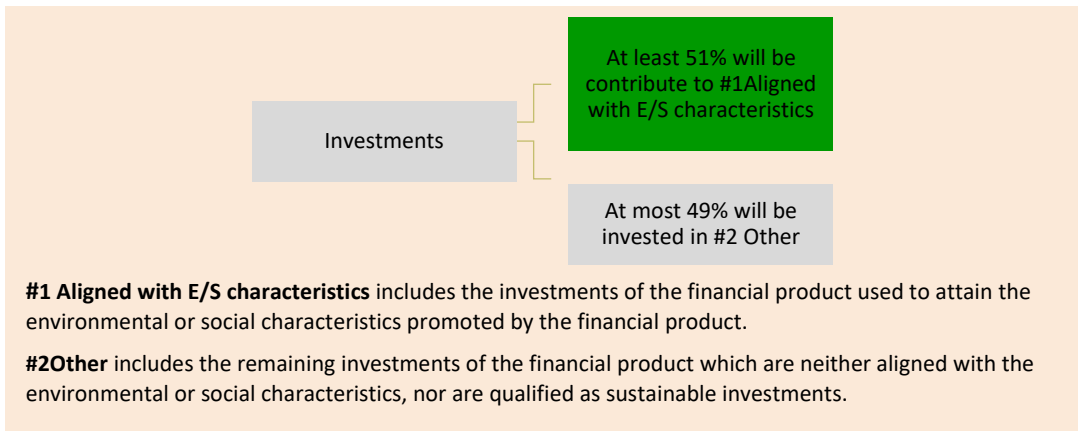 At least 51% will be
contribute to #1Aligned
with E/S characteristics
Investments
At most 49% will be
invested in #2 Other
#1 Aligned with E/S characteristics includes the investments of the financial product used to attain the
environmental or social characteristics promoted by the financial product.
#2Other includes the remaining investments of the financial product which are neither aligned with the
environmental or social characteristics, nor are qualified as sustainable investments.